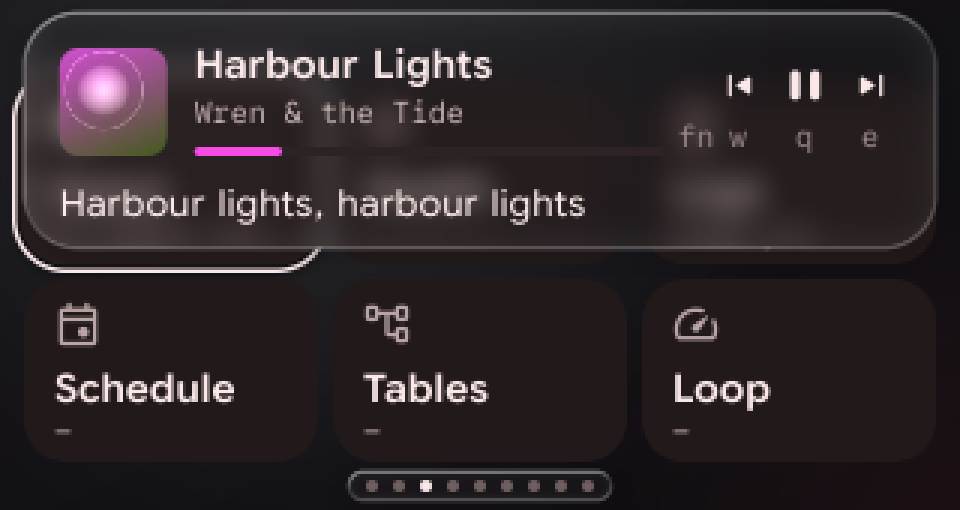 Harbour Lights
Wren & the Tide
fn w q e
Harbour lights, harbour lights
Schedule
Tables
Loop
–
–
–